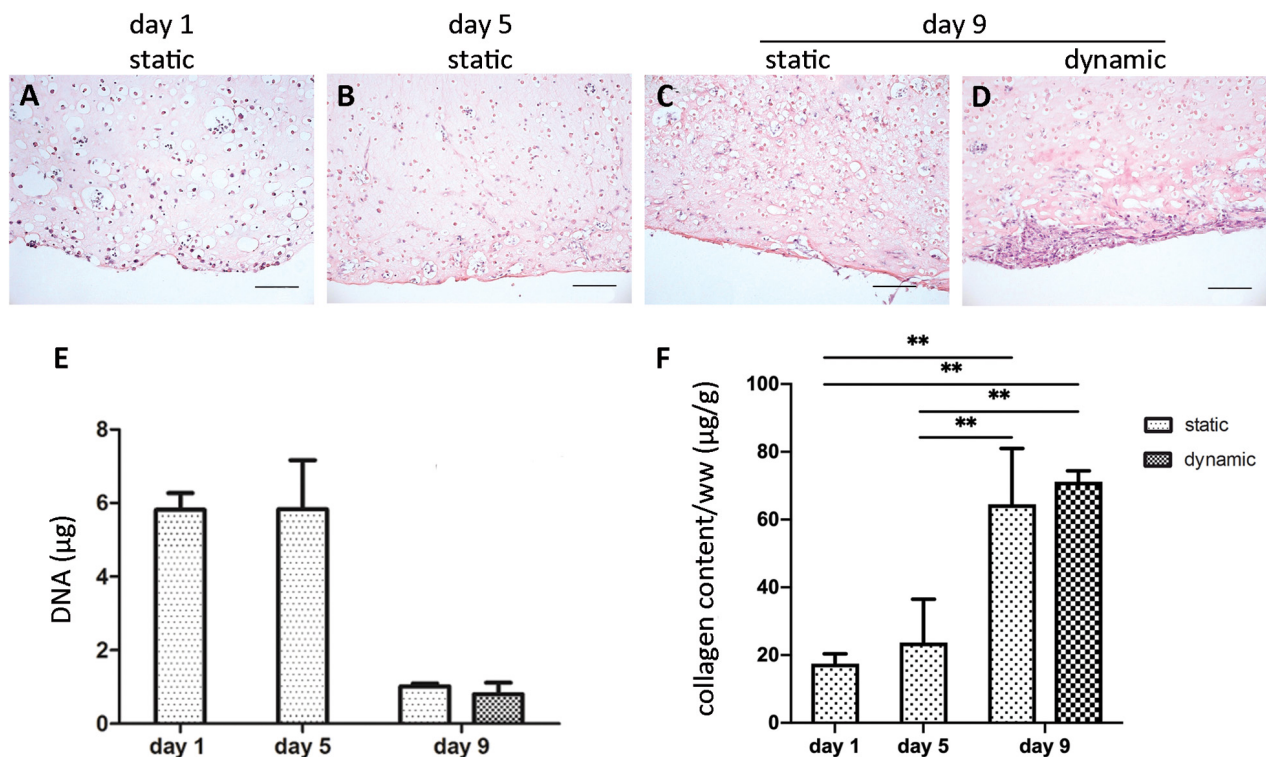 day 1
static
day 5
static
day 9
static
dynamic
A
B
C
D
E
DNA (µg)
8
6
4
2
0
day 1
day 5
day 9
F
collagen content/ww (µg/g)
100
80
60
40
20
0
**
**
**
**
day 1
day 5
day 9
static
dynamic